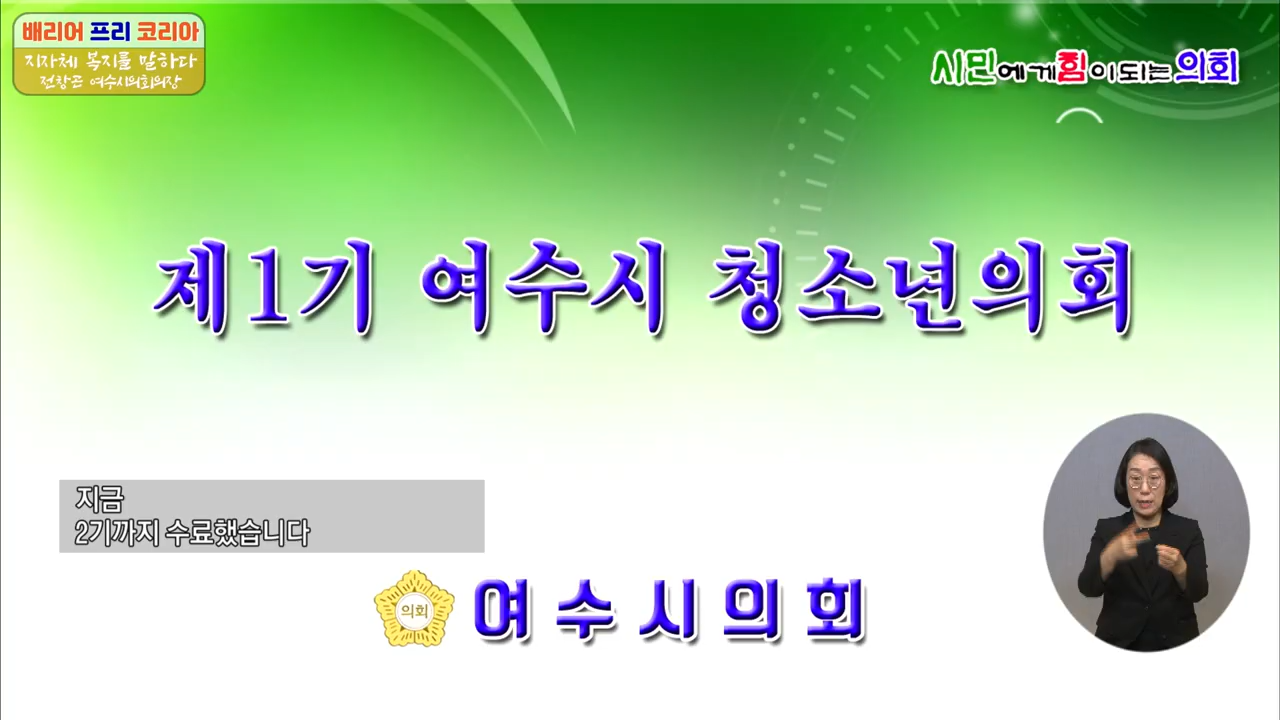 배리어 프리 코리아
지자체 복지를 말하다
전창곤 여수시의회의장
시민에게힘이되는의회
제1기 여수시 청소년의회
지금
2기까지 수료했습니다
의회
여수시의회